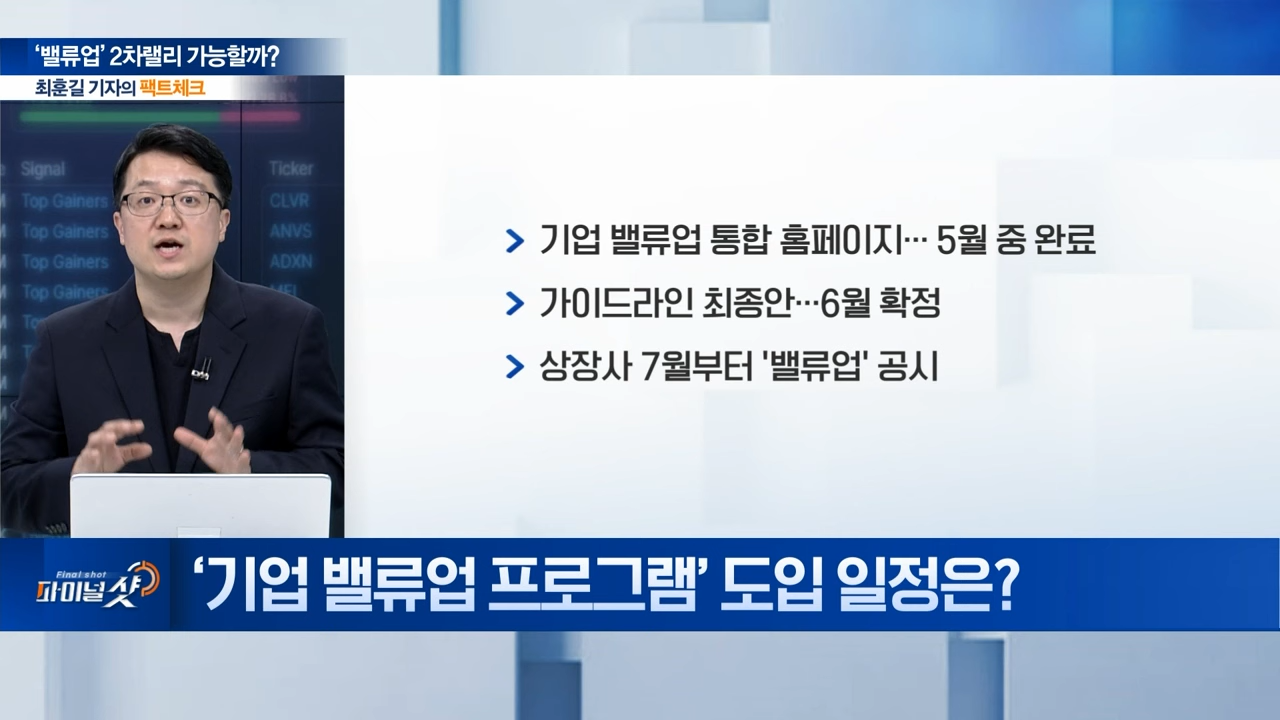 ‘밸류업’ 2차랠리 가능할까?
최훈길 기자의 팩트체크
Signal
Ticker
Top Gainers
CLVR
Top Gainers
ANVS
Top Gainers
ADXN
Top Gainers
기업 밸류업 통합 홈페이지… 5월 중 완료
가이드라인 최종안…6월 확정
상장사 7월부터 '밸류업' 공시
Final shot
파이널샷
‘기업 밸류업 프로그램’ 도입 일정은?